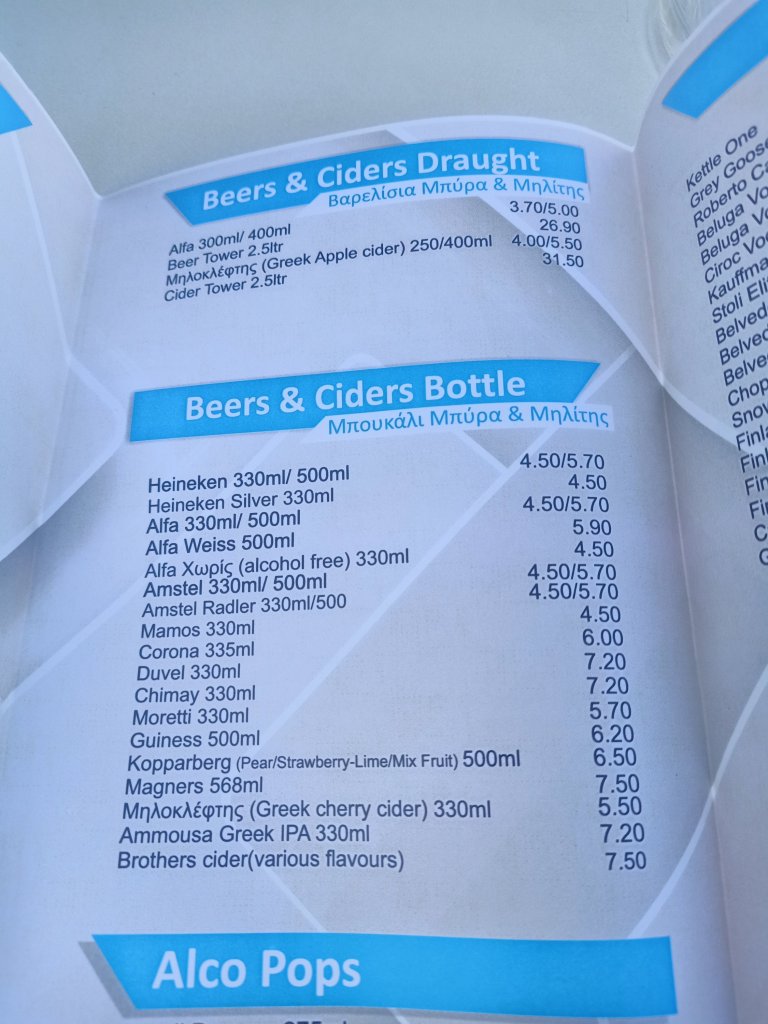 Beers & Ciders Draught
Βαρελίσια Μπύρα & Μηλίτης
Alfa 300ml/ 400ml 3.70/5.00
Beer Tower 2.5ltr 26.90
Μηλοκλέφτης (Greek Apple cider) 250/400ml 4.00/5.50
Cider Tower 2.5ltr 31.50
Beers & Ciders Bottle
Μπουκάλι Μπύρα & Μηλίτης
Heineken 330ml/ 500ml 4.50/5.70
Heineken Silver 330ml 4.50
Alfa 330ml/ 500ml 4.50/5.70
Alfa Weiss 500ml 5.90
Alfa Χωρίς (alcohol free) 330ml 4.50
Amstel 330ml/ 500ml 4.50/5.70
Amstel Radler 330ml/500 4.50/5.70
Mamos 330ml 4.50
Corona 335ml 6.00
Duvel 330ml 7.20
Chimay 330ml 7.20
Moretti 330ml 5.70
Guiness 500ml 6.20
Kopparberg (Pear/Strawberry-Lime/Mix Fruit) 500ml 6.50
Magners 568ml 7.50
Μηλοκλέφτης (Greek cherry cider) 330ml 5.50
Ammousa Greek IPA 330ml 7.20
Brothers cider(various flavours) 7.50
Alco Pops
Kettle One
Grey Goose
Roberto
Beluga
Beluga
Ciroc
Stoli